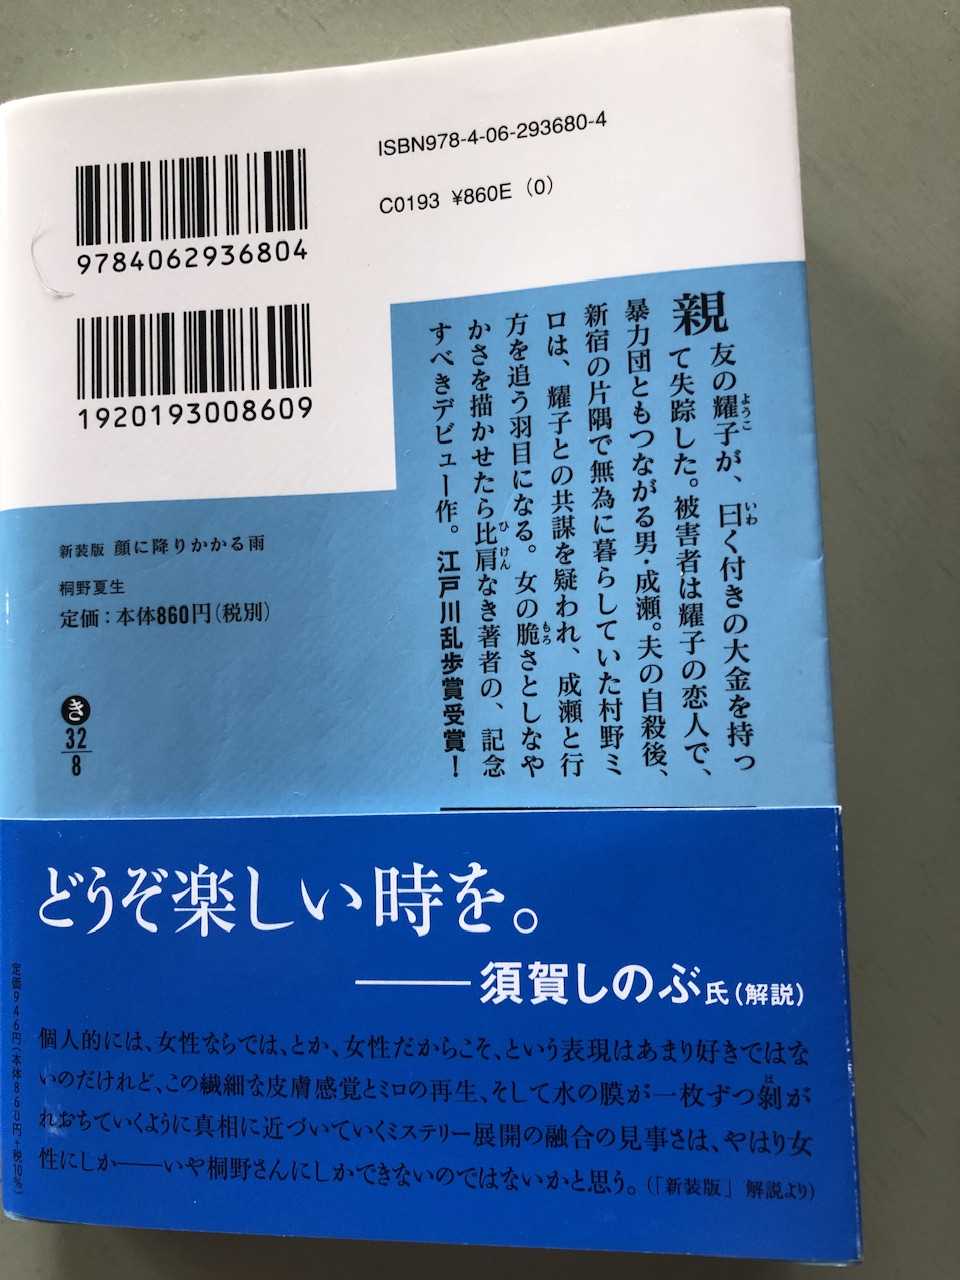 ISBN978-4-06-293680-4
C0193 ¥860E (0)
9784062936804
1920193008609
親友の耀子が、曰く付きの大金を持っ
ようこ
いわ
て失踪した。被害者は耀子の恋人で、
暴力団ともつながる男・成瀬。夫の自殺後、
新宿の片隅で無為に暮らしていた村野ミ
ロは、耀子との共謀を疑われ、成瀬と行
方を追う羽目になる。女の脆さとしなや
もろ
かさを描かせたら比肩なき著者の、記念
ひけん
すべきデビュー作。江戸川乱歩賞受賞！
新装版 顔に降りかかる雨
桐野夏生
定価：本体860円（税別）
き
32
8
どうぞ楽しい時を。
――須賀しのぶ氏（解説）
個人的には、女性ならでは、とか、女性だからこそ、という表現はあまり好きではな
いのだけれど、この繊細な皮膚感覚とミロの再生、そして水の膜が一枚ずつ剝が
は
れおちていくように真相に近づいていくミステリー展開の融合の見事さは、やはり女
性にしか――いや桐野さんにしかできないのではないかと思う。（「新装版」解説より）
定価946円（本体860円+税10%）